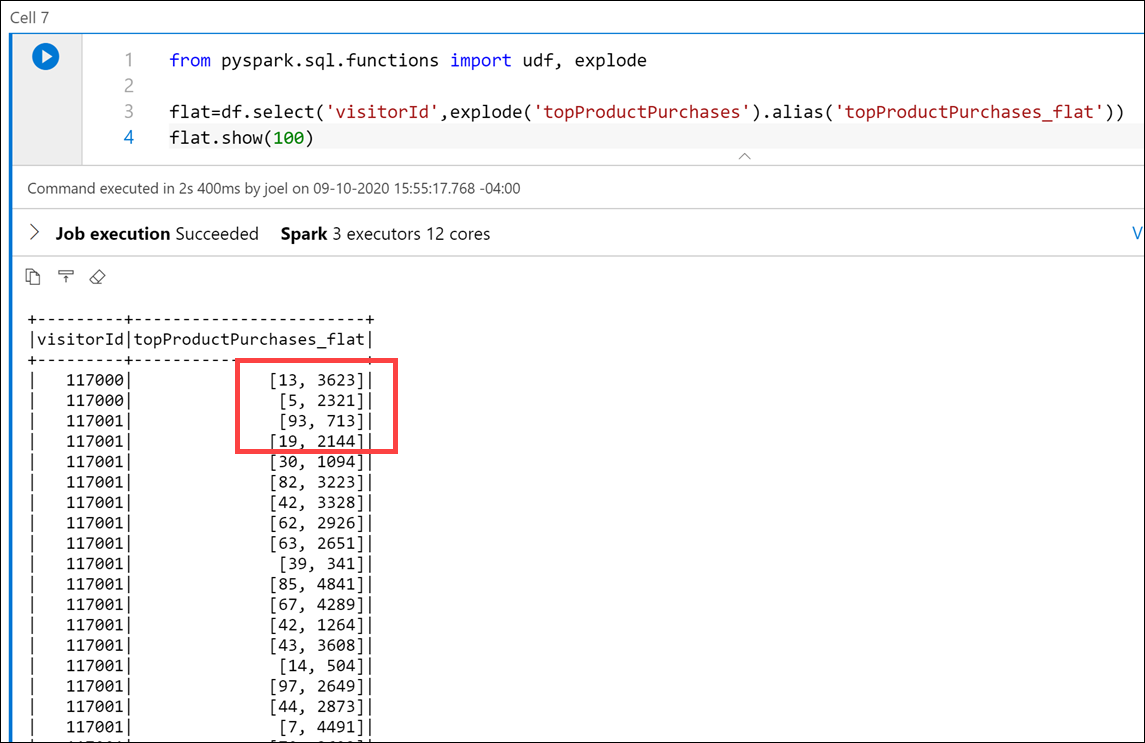 Cell 7
1 from pyspark.sql.functions import udf, explode
2
3 flat=df.select('visitorId',explode('topProductPurchases').alias('topProductPurchases_flat'))
4 flat.show(100)
Command executed in 2s 400ms by joel on 09-10-2020 15:55:17.768 -04:00
Job execution Succeeded Spark 3 executors 12 cores V
+---------+------------------------+
|visitorId|topProductPurchases_flat|
+---------+------------------------+
|   117000|              [13, 3623]|
|   117000|               [5, 2321]|
|   117001|               [93, 713]|
|   117001|              [19, 2144]|
|   117001|              [30, 1094]|
|   117001|              [82, 3223]|
|   117001|              [42, 3328]|
|   117001|              [62, 2926]|
|   117001|              [63, 2651]|
|   117001|               [39, 341]|
|   117001|              [85, 4841]|
|   117001|              [67, 4289]|
|   117001|              [42, 1264]|
|   117001|              [43, 3608]|
|   117001|               [14, 504]|
|   117001|              [97, 2649]|
|   117001|              [44, 2873]|
|   117001|               [7, 4491]|